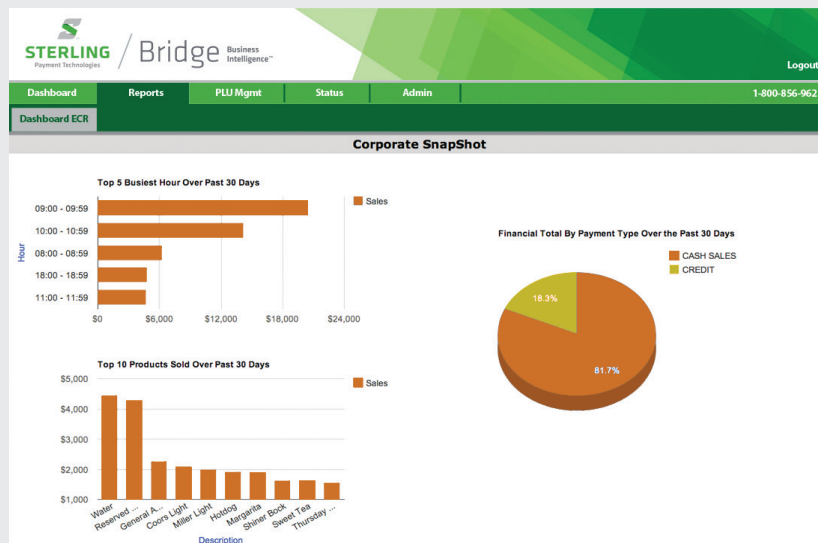 STERLING
Payment Technologies
Bridge
Business
Intelligence™
Logout
Dashboard Reports PLU Mgmt Status Admin 1-800-856-962
Dashboard ECR
Corporate SnapShot
Top 5 Busiest Hour Over Past 30 Days
Sales
Hour
09:00 - 09:59
10:00 - 10:59
08:00 - 08:59
18:00 - 18:59
11:00 - 11:59
$0 $6,000 $12,000 $18,000 $24,000
Financial Total By Payment Type Over the Past 30 Days
CASH SALES
CREDIT
18.3%
81.7%
Top 10 Products Sold Over Past 30 Days
Sales
$5,000
$4,000
$3,000
$2,000
$1,000
Water
Reserved ...
General A...
Coors Light
Miller Light
Hotdog
Margarita
Shiner Bock
Sweet Tea
Thursday ...
Description